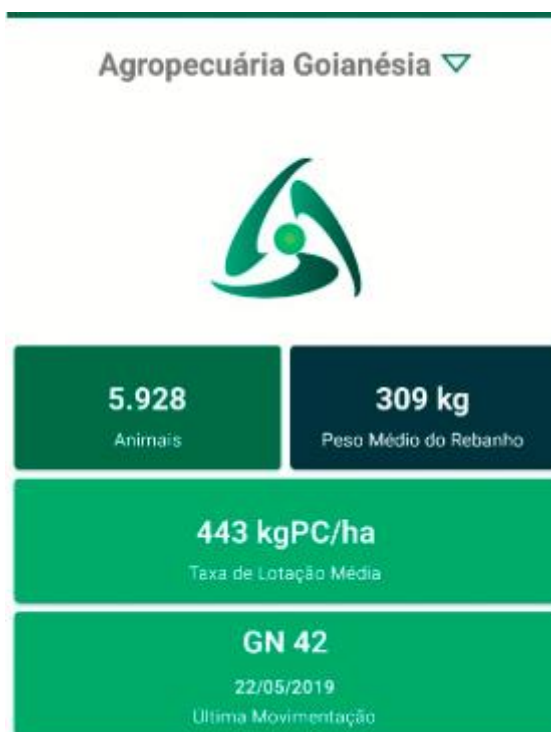 Agropecuária Goianésia
5.928
Animais
309 kg
Peso Médio do Rebanho
443 kgPC/ha
Taxa de Lotação Média
GN 42
22/05/2019
Última Movimentação